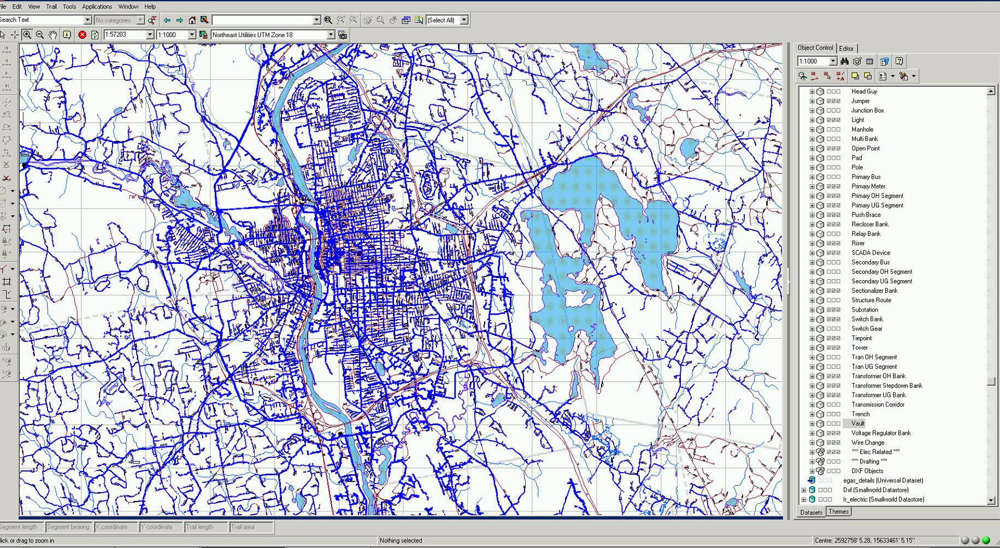 File Edit View Trail Tools Applications Window Help
Search Text No categories (Select All)
1:57203 1:1000 Northeast Utilities UTM Zone 18
Object Control Editor
1:1000
Head Guy
Jumper
Junction Box
Light
Manhole
Multi Bank
Open Point
Pad
Pole
Primary Bus
Primary Meter
Primary OH Segment
Primary UG Segment
Push Brace
Recloser Bank
Relay Bank
Riser
SCADA Device
Secondary Bus
Secondary OH Segment
Secondary UG Segment
Sectionalizer Bank
Structure Route
Substation
Switch Bank
Switch Gear
Tiepoint
Tower
Tran OH Segment
Tran UG Segment
Transformer OH Bank
Transformer Stepdown Bank
Transformer UG Bank
Transmission Corridor
Trench
Vault
Voltage Regulator Bank
Wire Change
*** Elec Related ***
*** Drafting ***
DXF Objects
egas_details (Universal Dataset)
Dxf (Smallworld Datastore)
lr_electric (Smallworld Datastore)
Datasets Themes
Segment length Segment bearing X coordinate Y coordinate Trail length Trail area
lick or drag to zoom in Nothing selected Centre: 2592758' 5.28, 15633461' 5.15"